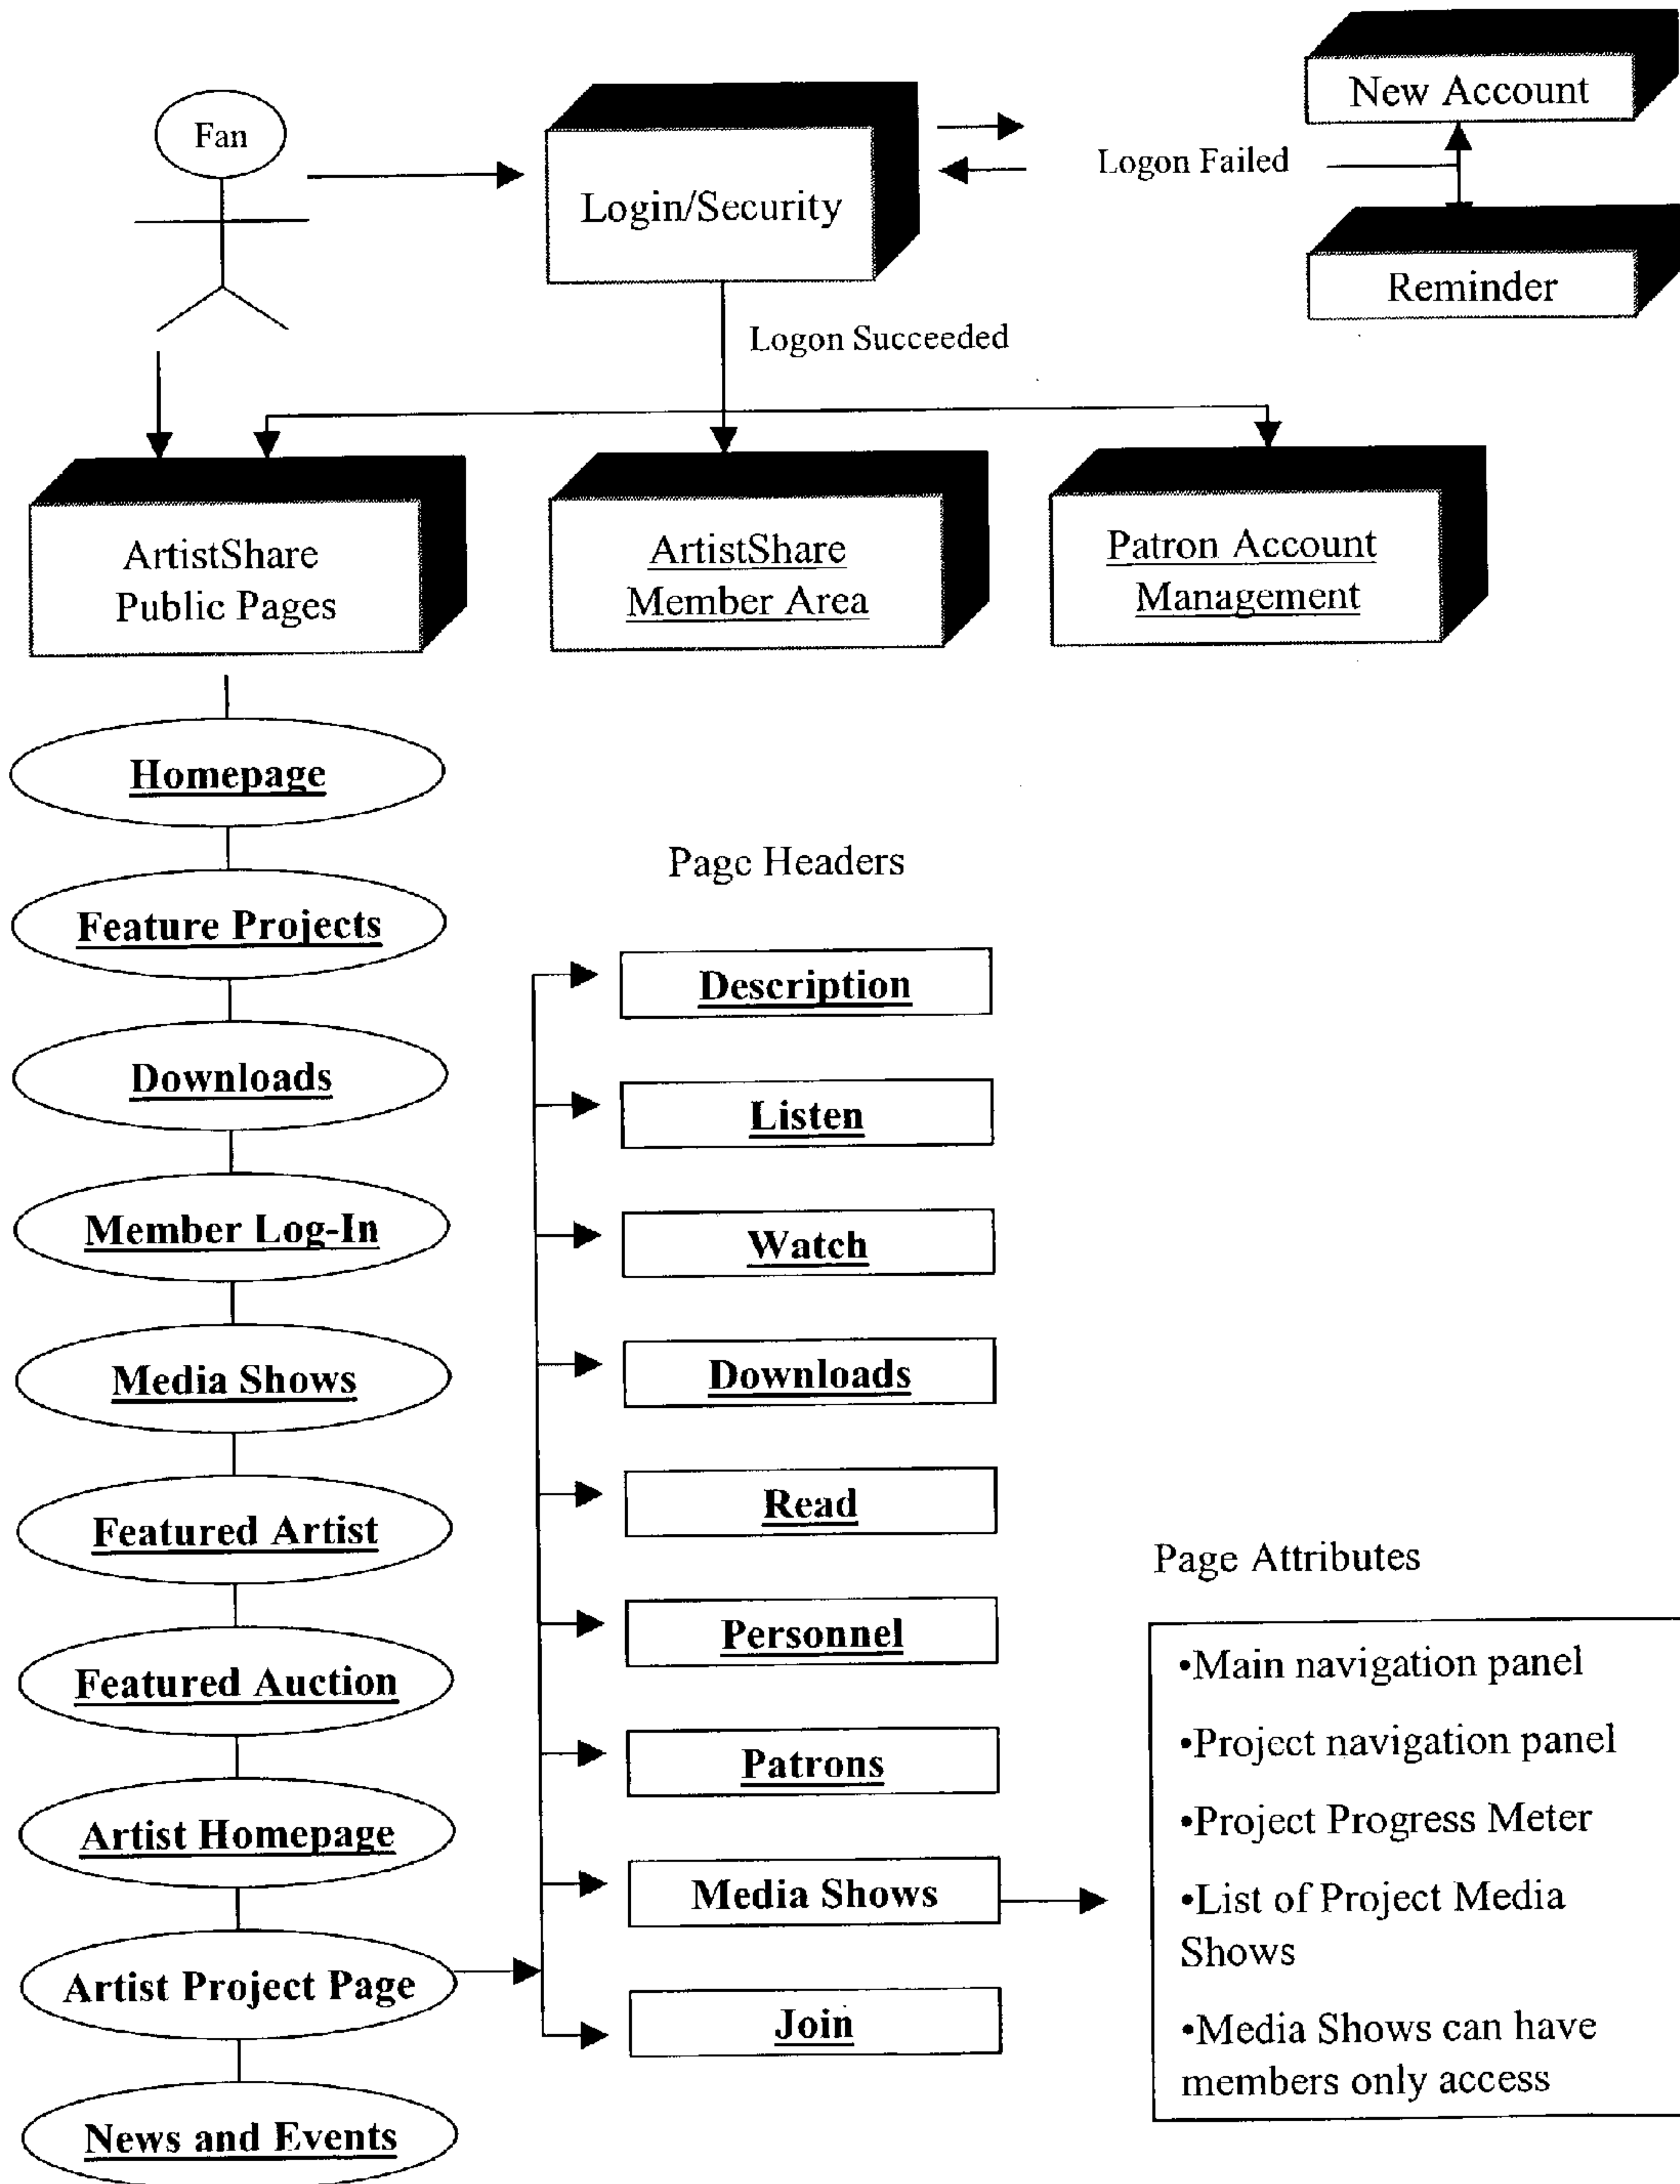 Fan
Login/Security
Logon Failed
New Account
Reminder
Logon Succeeded
ArtistShare
Public Pages
ArtistShare
Member Area
Patron Account
Management
Homepage
Feature Projects
Downloads
Member Log-In
Media Shows
Featured Artist
Featured Auction
Artist Homepage
Artist Project Page
News and Events
Page Headers
Description
Listen
Watch
Downloads
Read
Personnel
Patrons
Media Shows
Join
Page Attributes
•Main navigation panel
•Project navigation panel
•Project Progress Meter
•List of Project Media
Shows
•Media Shows can have
members only access